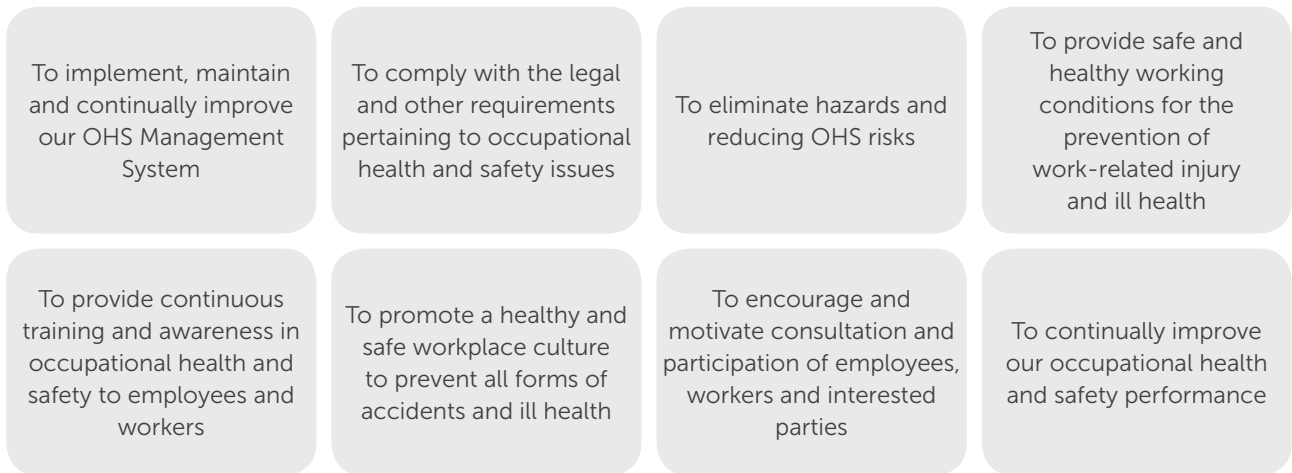 To implement, maintain
and continually improve
our OHS Management
System
To comply with the legal
and other requirements
pertaining to occupational
health and safety issues
To eliminate hazards and
reducing OHS risks
To provide safe and
healthy working
conditions for the
prevention of
work-related injury
and ill health
To provide continuous
training and awareness in
occupational health and
safety to employees and
workers
To promote a healthy and
safe workplace culture
to prevent all forms of
accidents and ill health
To encourage and
motivate consultation and
participation of employees,
workers and interested
parties
To continually improve
our occupational health
and safety performance